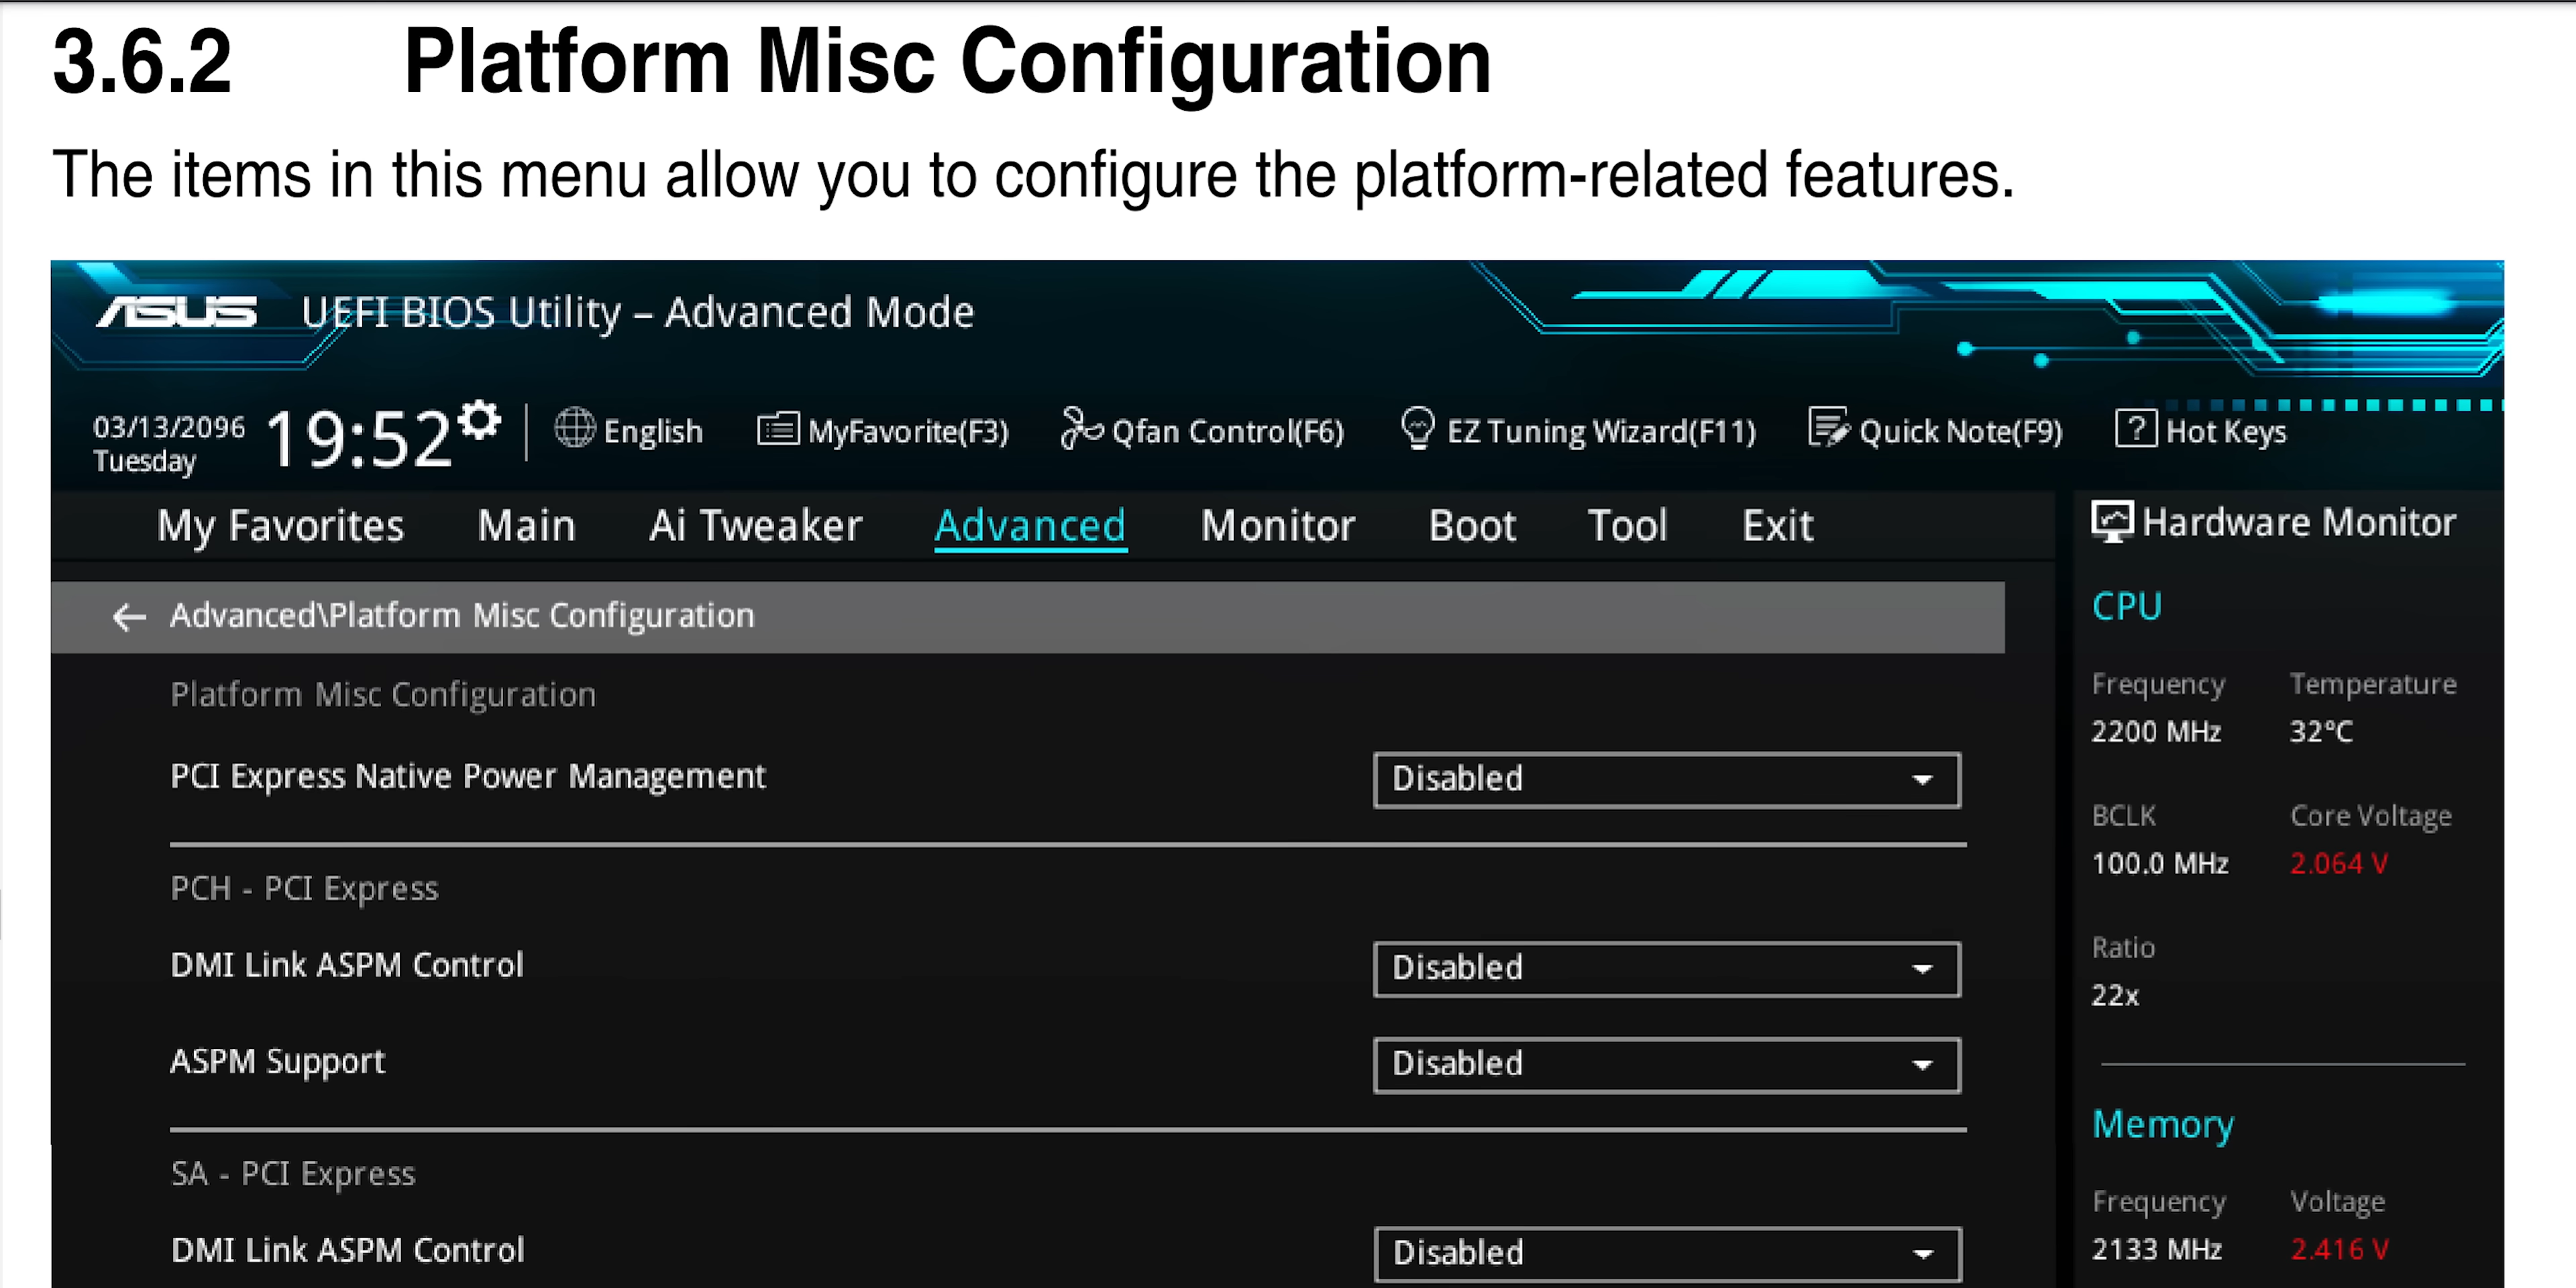 3.6.2 Platform Misc Configuration
The items in this menu allow you to configure the platform-related features.
ASUS UEFI BIOS Utility – Advanced Mode
03/13/2096
Tuesday
19:52
English MyFavorite(F3) Qfan Control(F6) EZ Tuning Wizard(F11) Quick Note(F9) ? Hot Keys
My Favorites Main Ai Tweaker Advanced Monitor Boot Tool Exit
Hardware Monitor
← Advanced\Platform Misc Configuration
Platform Misc Configuration
PCI Express Native Power Management Disabled
PCH - PCI Express
DMI Link ASPM Control Disabled
ASPM Support Disabled
SA - PCI Express
DMI Link ASPM Control Disabled
CPU
Frequency Temperature
2200 MHz 32°C
BCLK Core Voltage
100.0 MHz 2.064 V
Ratio
22x
Memory
Frequency Voltage
2133 MHz 2.416 V